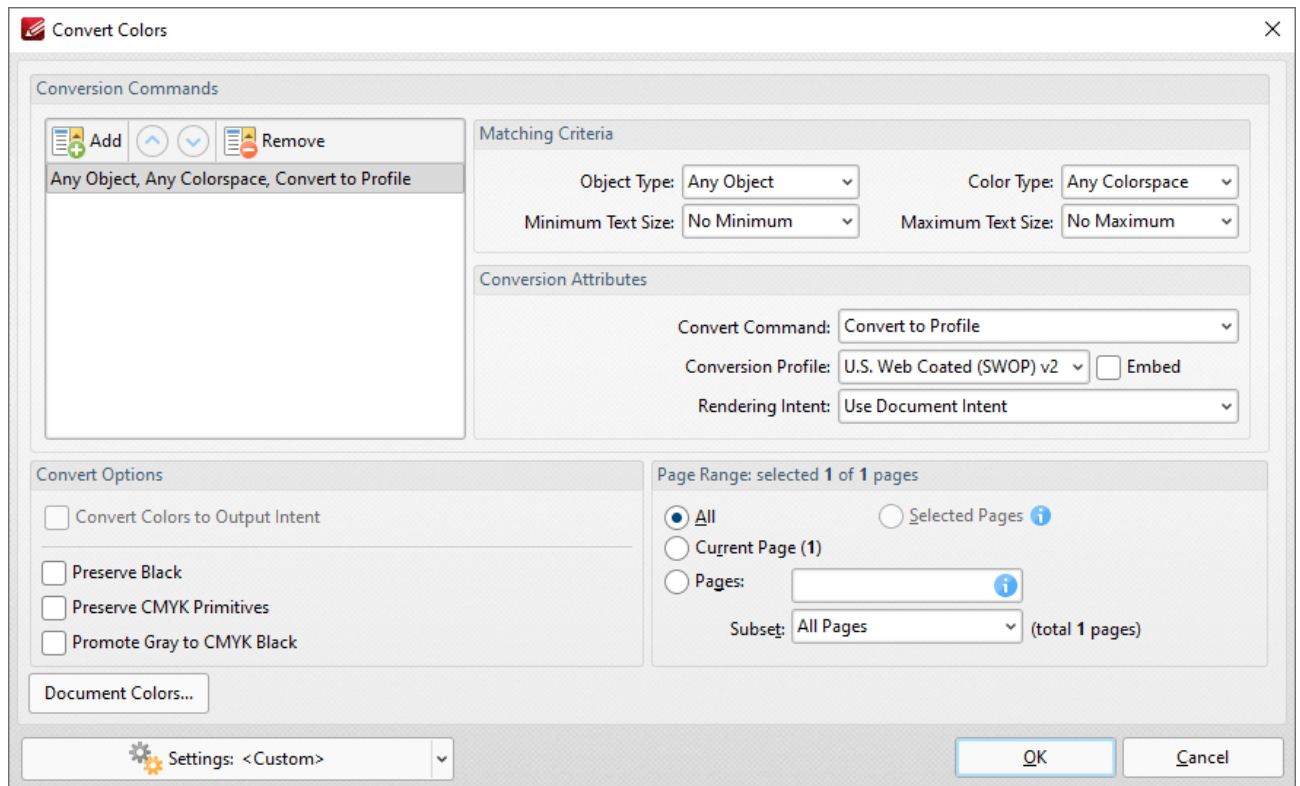 Convert Colors
Conversion Commands
Add
Remove
Any Object, Any Colorspace, Convert to Profile
Matching Criteria
Object Type: Any Object
Color Type: Any Colorspace
Minimum Text Size: No Minimum
Maximum Text Size: No Maximum
Conversion Attributes
Convert Command: Convert to Profile
Conversion Profile: U.S. Web Coated (SWOP) v2
Embed
Rendering Intent: Use Document Intent
Convert Options
Convert Colors to Output Intent
Preserve Black
Preserve CMYK Primitives
Promote Gray to CMYK Black
Page Range: selected 1 of 1 pages
All
Selected Pages
Current Page (1)
Pages:
Subset: All Pages
(total 1 pages)
Document Colors...
Settings: <Custom>
OK
Cancel